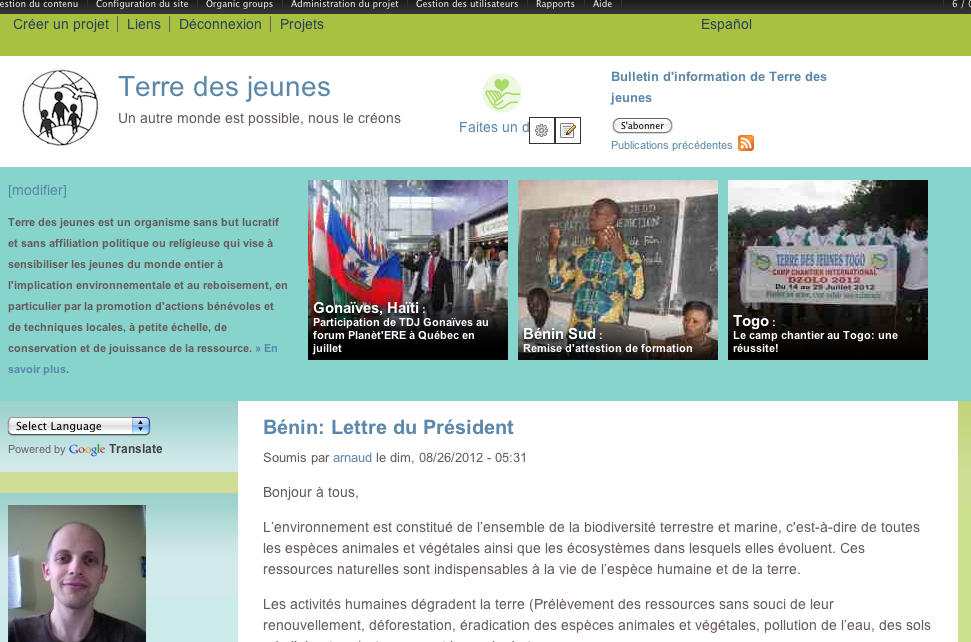 estion du contenu Configuration du site Organic groups Administration du projet Gestion des utilisateurs Rapports Aide 6 /
Créer un projet Liens Déconnexion Projets Español
Terre des jeunes
Un autre monde est possible, nous le créons
Faites un d
Bulletin d'information de Terre des
jeunes
S'abonner
Publications précédentes
[modifier]
Terre des jeunes est un organisme sans but lucratif
et sans affiliation politique ou religieuse qui vise à
sensibiliser les jeunes du monde entier à
l'implication environnementale et au reboisement, en
particulier par la promotion d'actions bénévoles et
de techniques locales, à petite échelle, de
conservation et de jouissance de la ressource. » En
savoir plus.
Gonaïves, Haïti :
Participation de TDJ Gonaïves au
forum Planèt'ERE à Québec en
juillet
Bénin Sud :
Remise d'attestation de formation
TERRE DES JEUNES TOGO
CAMP CHANTIER INTERNATIONAL
DZOLO 2012
Du 14 au 29 Juillet 2012
Togo :
Le camp chantier au Togo: une
réussite!
Select Language
Powered by Google Translate
Bénin: Lettre du Président
Soumis par arnaud le dim, 08/26/2012 - 05:31
Bonjour à tous,
L'environnement est constitué de l'ensemble de la biodiversité terrestre et marine, c'est-à-dire de toutes
les espèces animales et végétales ainsi que les écosystèmes dans lesquels elles évoluent. Ces
ressources naturelles sont indispensables à la vie de l'espèce humaine et de la terre.
Les activités humaines dégradent la terre (Prélèvement des ressources sans souci de leur
renouvellement, déforestation, éradication des espèces animales et végétales, pollution de l'eau, des sols